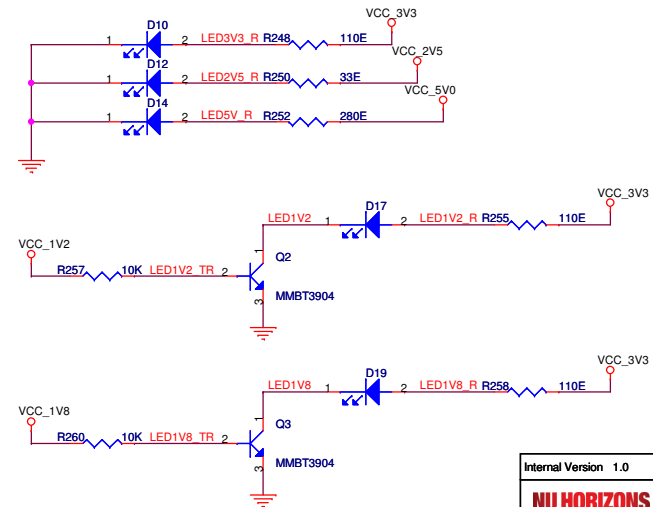 VCC_3V3
D10
1 2 LED3V3_R R248 110E
VCC_2V5
D12
1 2 LED2V5_R R250 33E
VCC_5V0
D14
1 2 LED5V_R R252 280E
VCC_3V3
D17
LED1V2 1 2 LED1V2_R R255 110E
VCC_1V2
1
Q2
R257 10K LED1V2_TR 2
MMBT3904
3
VCC_3V3
D19
LED1V8 1 2 LED1V8_R R258 110E
VCC_1V8
1
Q3
R260 10K LED1V8_TR 2
MMBT3904
3
Internal Version 1.0
NU HORIZONS